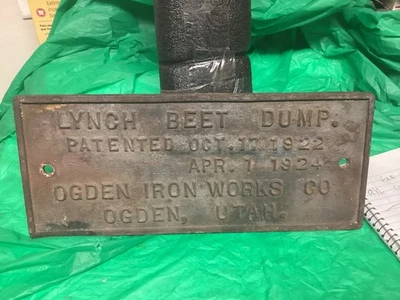 LYNCH BEET DUMP.
PATENTED OCT. 17 1922
APR. 1 1924
OGDEN IRON WORKS CO
OGDEN, UTAH.